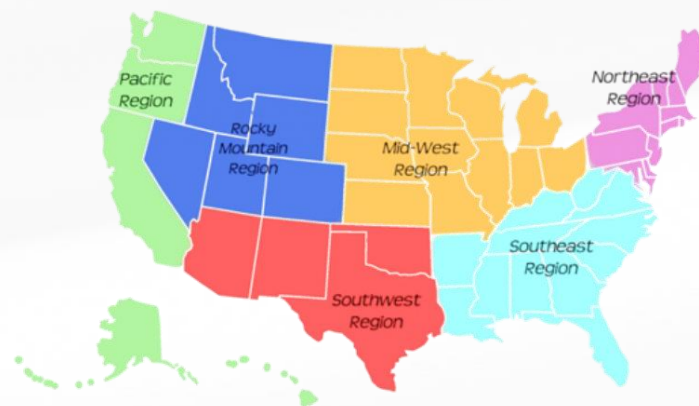 Pacific
Region
Rocky
Mountain
Region
Mid-West
Region
Northeast
Region
Southeast
Region
Southwest
Region